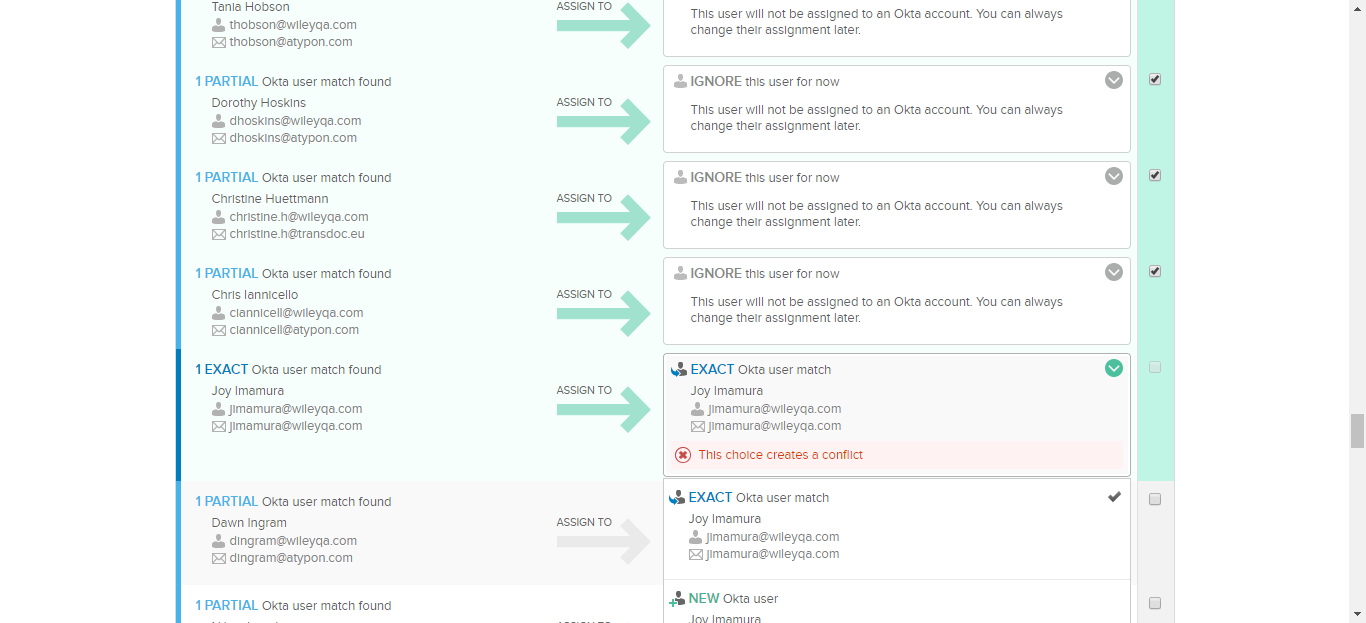 Tania Hobson
thobson@wileyqa.com
thobson@atypon.com
ASSIGN TO
This user will not be assigned to an Okta account. You can always
change their assignment later.
1 PARTIAL Okta user match found
Dorothy Hoskins
dhoskins@wileyqa.com
dhoskins@atypon.com
ASSIGN TO
IGNORE this user for now
This user will not be assigned to an Okta account. You can always
change their assignment later.
1 PARTIAL Okta user match found
Christine Huettmann
christine.h@wileyqa.com
christine.h@transdoc.eu
ASSIGN TO
IGNORE this user for now
This user will not be assigned to an Okta account. You can always
change their assignment later.
1 PARTIAL Okta user match found
Chris Iannicello
ciannicell@wileyqa.com
ciannicell@atypon.com
ASSIGN TO
IGNORE this user for now
This user will not be assigned to an Okta account. You can always
change their assignment later.
1 EXACT Okta user match found
Joy Imamura
jimamura@wileyqa.com
jimamura@wileyqa.com
ASSIGN TO
EXACT Okta user match
Joy Imamura
jimamura@wileyqa.com
jimamura@wileyqa.com
This choice creates a conflict
1 PARTIAL Okta user match found
Dawn Ingram
dingram@wileyqa.com
dingram@atypon.com
ASSIGN TO
EXACT Okta user match
Joy Imamura
jimamura@wileyqa.com
jimamura@wileyqa.com
1 PARTIAL Okta user match found
NEW Okta user
Joy Imamura